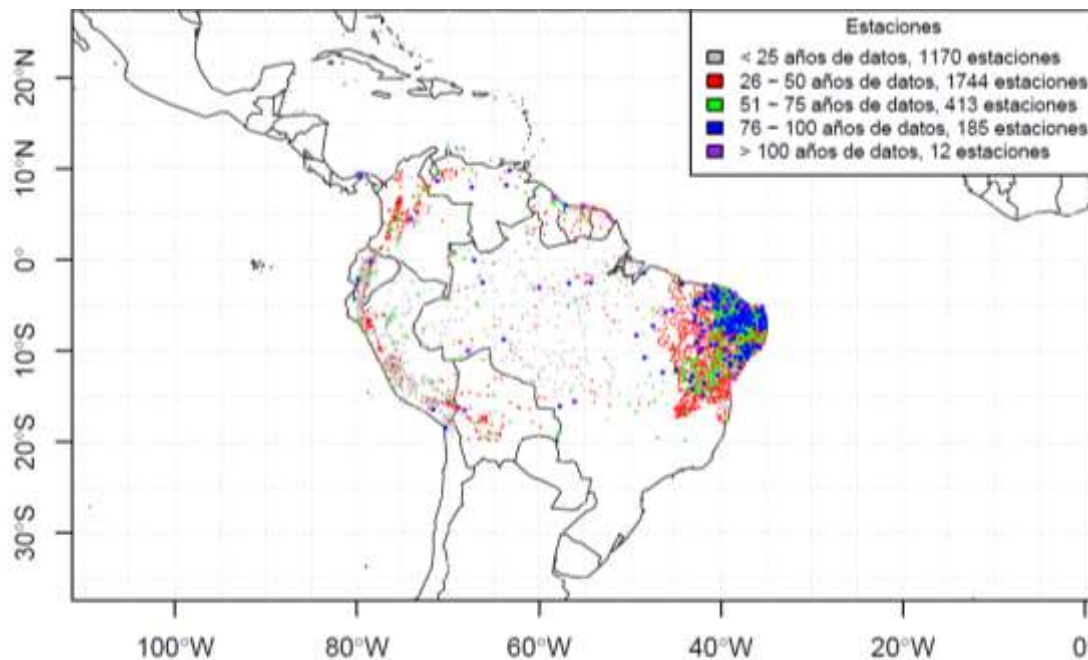 Estaciones
< 25 años de datos, 1170 estaciones
26 – 50 años de datos, 1744 estaciones
51 – 75 años de datos, 413 estaciones
76 – 100 años de datos, 185 estaciones
> 100 años de datos, 12 estaciones
20°N
10°N
0°
10°S
20°S
30°S
100°W 80°W 60°W 40°W 20°W 0